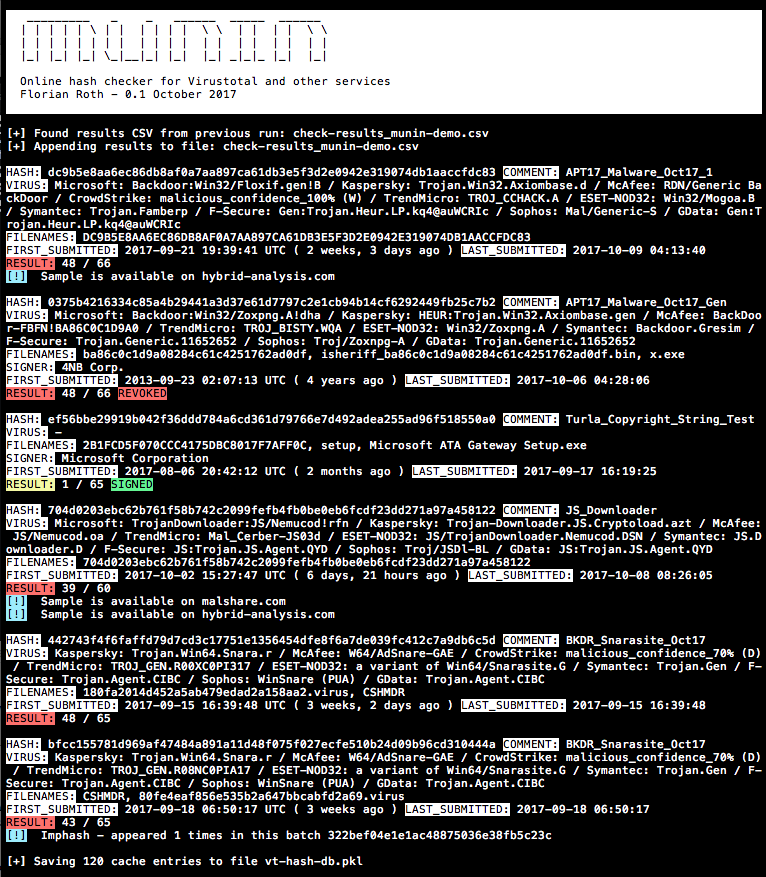 Online hash checker for Virustotal and other services
Florian Roth - 0.1 October 2017
[+] Found results CSV from previous run: check-results_munin-demo.csv
[+] Appending results to file: check-results_munin-demo.csv
HASH: dc9b5e8aa6ec86db8af0a7aa897ca61db3e5f3d2e0942e319074db1aaccfdc83 COMMENT: APT17_Malware_Oct17_1
VIRUS: Microsoft: Backdoor:Win32/Floxif.gen!B / Kaspersky: Trojan.Win32.Axiombase.d / McAfee: RDN/Generic Ba
ckDoor / CrowdStrike: malicious_confidence_100% (W) / TrendMicro: TROJ_CCHACK.A / ESET-NOD32: Win32/Mogoa.B
/ Symantec: Trojan.Famberp / F-Secure: Gen:Trojan.Heur.LP.kq4@auWCRIc / Sophos: Mal/Generic-S / GData: Gen:T
rojan.Heur.LP.kq4@auWCRIc
FILENAMES: DC9B5E8AA6EC86DB8AF0A7AA897CA61DB3E5F3D2E0942E319074DB1AACCFDC83
FIRST_SUBMITTED: 2017-09-21 19:39:41 UTC ( 2 weeks, 3 days ago ) LAST_SUBMITTED: 2017-10-09 04:13:40
RESULT: 48 / 66
[!] Sample is available on hybrid-analysis.com
HASH: 0375b4216334c85a4b29441a3d37e61d7797c2e1cb94b14cf6292449fb25c7b2 COMMENT: APT17_Malware_Oct17_Gen
VIRUS: Microsoft: Backdoor:Win32/Zoxpng.A!dha / Kaspersky: HEUR:Trojan.Win32.Axiombase.gen / McAfee: BackDoo
r-FBFN!BA86C0C1D9A0 / TrendMicro: TROJ_BISTY.WQA / ESET-NOD32: Win32/Zoxpng.A / Symantec: Backdoor.Gresim /
F-Secure: Trojan.Generic.11652652 / Sophos: Troj/Zoxnpg-A / GData: Trojan.Generic.11652652
FILENAMES: ba86c0c1d9a08284c61c4251762ad0df, isheriff_ba86c0c1d9a08284c61c4251762ad0df.bin, x.exe
SIGNER: 4NB Corp.
FIRST_SUBMITTED: 2013-09-23 02:07:13 UTC ( 4 years ago ) LAST_SUBMITTED: 2017-10-06 04:28:06
RESULT: 48 / 66 REVOKED
HASH: ef56bbe29919b042f36ddd784a6cd361d79766e7d492adea255ad96f518550a0 COMMENT: Turla_Copyright_String_Test
VIRUS: -
FILENAMES: 2B1FCD5F070CCC4175DBC8017F7AFF0C, setup, Microsoft ATA Gateway Setup.exe
SIGNER: Microsoft Corporation
FIRST_SUBMITTED: 2017-08-06 20:42:12 UTC ( 2 months ago ) LAST_SUBMITTED: 2017-09-17 16:19:25
RESULT: 1 / 65 SIGNED
HASH: 704d0203ebc62b761f58b742c2099fefb4fb0be0eb6fcdf23dd271a97a458122 COMMENT: JS_Downloader
VIRUS: Microsoft: TrojanDownloader:JS/Nemucod!rfn / Kaspersky: Trojan-Downloader.JS.Cryptoload.azt / McAfee:
JS/Nemucod.oa / TrendMicro: Mal_Cerber-JS03d / ESET-NOD32: JS/TrojanDownloader.Nemucod.DSN / Symantec: JS.D
ownloader.D / F-Secure: JS:Trojan.JS.Agent.QYD / Sophos: Troj/JSDl-BL / GData: JS:Trojan.JS.Agent.QYD
FILENAMES: 704d0203ebc62b761f58b742c2099fefb4fb0be0eb6fcdf23dd271a97a458122
FIRST_SUBMITTED: 2017-10-02 15:27:47 UTC ( 6 days, 21 hours ago ) LAST_SUBMITTED: 2017-10-08 08:26:05
RESULT: 39 / 60
[!] Sample is available on malshare.com
[!] Sample is available on hybrid-analysis.com
HASH: 442743f4f6faffd79d7cd3c17751e1356454dfe8f6a7de039fc412c7a9db6c5d COMMENT: BKDR_Snarasite_Oct17
VIRUS: Kaspersky: Trojan.Win64.Snara.r / McAfee: W64/AdSnare-GAE / CrowdStrike: malicious_confidence_70% (D)
/ TrendMicro: TROJ_GEN.R00XC0PI317 / ESET-NOD32: a variant of Win64/Snarasite.G / Symantec: Trojan.Gen / F-
Secure: Trojan.Agent.CIBC / Sophos: WinSnare (PUA) / GData: Trojan.Agent.CIBC
FILENAMES: 180fa2014d452a5ab479edad2a158aa2.virus, CSHMDR
FIRST_SUBMITTED: 2017-09-15 16:39:48 UTC ( 3 weeks, 2 days ago ) LAST_SUBMITTED: 2017-09-15 16:39:48
RESULT: 48 / 65
HASH: bfcc155781d969af47484a891a11d48f075f027ecfe510b24d09b96cd310444a COMMENT: BKDR_Snarasite_Oct17
VIRUS: Kaspersky: Trojan.Win64.Snara.r / McAfee: W64/AdSnare-GAE / CrowdStrike: malicious_confidence_70% (D)
/ TrendMicro: TROJ_GEN.R08NC0PIA17 / ESET-NOD32: a variant of Win64/Snarasite.G / Symantec: Trojan.Gen / F-
Secure: Trojan.Agent.CIBC / Sophos: WinSnare (PUA) / GData: Trojan.Agent.CIBC
FILENAMES: CSHMDR, 80fe4eaf856e535b2a647bbcabfd2a69.virus
FIRST_SUBMITTED: 2017-09-18 06:50:17 UTC ( 3 weeks ago ) LAST_SUBMITTED: 2017-09-18 06:50:17
RESULT: 43 / 65
[!] Imphash - appeared 1 times in this batch 322bef04e1e1ac48875036e38fb5c23c
[+] Saving 120 cache entries to file vt-hash-db.pkl